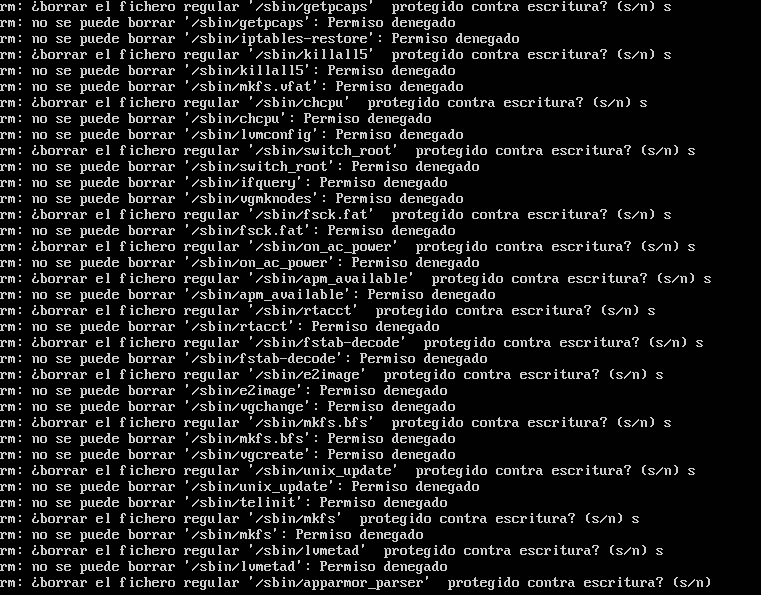 rm: ¿borrar el fichero regular '/sbin/getpcaps'  protegido contra escritura? (s/n) s
rm: no se puede borrar '/sbin/getpcaps': Permiso denegado
rm: no se puede borrar '/sbin/iptables-restore': Permiso denegado
rm: ¿borrar el fichero regular '/sbin/killall5'  protegido contra escritura? (s/n) s
rm: no se puede borrar '/sbin/killall5': Permiso denegado
rm: no se puede borrar '/sbin/mkfs.vfat': Permiso denegado
rm: ¿borrar el fichero regular '/sbin/chcpu'  protegido contra escritura? (s/n) s
rm: no se puede borrar '/sbin/chcpu': Permiso denegado
rm: no se puede borrar '/sbin/lvmconfig': Permiso denegado
rm: ¿borrar el fichero regular '/sbin/switch_root'  protegido contra escritura? (s/n) s
rm: no se puede borrar '/sbin/switch_root': Permiso denegado
rm: no se puede borrar '/sbin/ifquery': Permiso denegado
rm: no se puede borrar '/sbin/vgmknodes': Permiso denegado
rm: ¿borrar el fichero regular '/sbin/fsck.fat'  protegido contra escritura? (s/n) s
rm: no se puede borrar '/sbin/fsck.fat': Permiso denegado
rm: ¿borrar el fichero regular '/sbin/on_ac_power'  protegido contra escritura? (s/n) s
rm: no se puede borrar '/sbin/on_ac_power': Permiso denegado
rm: ¿borrar el fichero regular '/sbin/apm_available'  protegido contra escritura? (s/n) s
rm: no se puede borrar '/sbin/apm_available': Permiso denegado
rm: ¿borrar el fichero regular '/sbin/rtacct'  protegido contra escritura? (s/n) s
rm: no se puede borrar '/sbin/rtacct': Permiso denegado
rm: ¿borrar el fichero regular '/sbin/fstab-decode'  protegido contra escritura? (s/n) s
rm: no se puede borrar '/sbin/fstab-decode': Permiso denegado
rm: ¿borrar el fichero regular '/sbin/e2image'  protegido contra escritura? (s/n) s
rm: no se puede borrar '/sbin/e2image': Permiso denegado
rm: no se puede borrar '/sbin/vgchange': Permiso denegado
rm: ¿borrar el fichero regular '/sbin/mkfs.bfs'  protegido contra escritura? (s/n) s
rm: no se puede borrar '/sbin/mkfs.bfs': Permiso denegado
rm: no se puede borrar '/sbin/vgcreate': Permiso denegado
rm: ¿borrar el fichero regular '/sbin/unix_update'  protegido contra escritura? (s/n) s
rm: no se puede borrar '/sbin/unix_update': Permiso denegado
rm: no se puede borrar '/sbin/telinit': Permiso denegado
rm: ¿borrar el fichero regular '/sbin/mkfs'  protegido contra escritura? (s/n) s
rm: no se puede borrar '/sbin/mkfs': Permiso denegado
rm: ¿borrar el fichero regular '/sbin/lvmetad'  protegido contra escritura? (s/n) s
rm: no se puede borrar '/sbin/lvmetad': Permiso denegado
rm: ¿borrar el fichero regular '/sbin/apparmor_parser'  protegido contra escritura? (s/n)